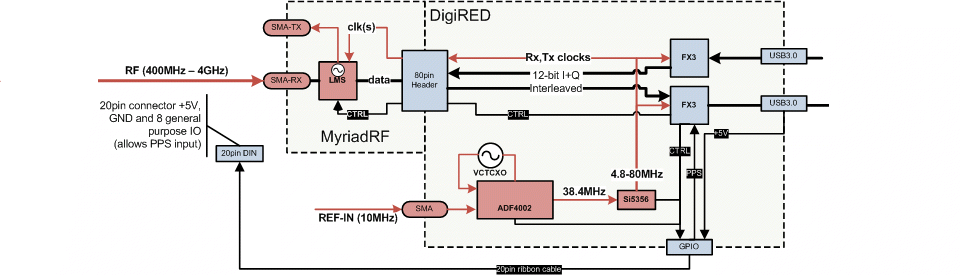 DigiRED
SMA-TX
clk(s)
RF (400MHz – 4GHz)
SMA-RX
LMS
data
80pin
Header
Rx,Tx clocks
12-bit I+Q
Interleaved
FX3
USB3.0
FX3
USB3.0
CTRL
CTRL
MyriadRF
20pin connector +5V,
GND and 8 general
purpose IO
(allows PPS input)
20pin DIN
+5V
CTRL
PPS
VCTCXO
4.8-80MHz
38.4MHz
Si5356
ADF4002
REF-IN (10MHz)
SMA
GPIO
20pin ribbon cable